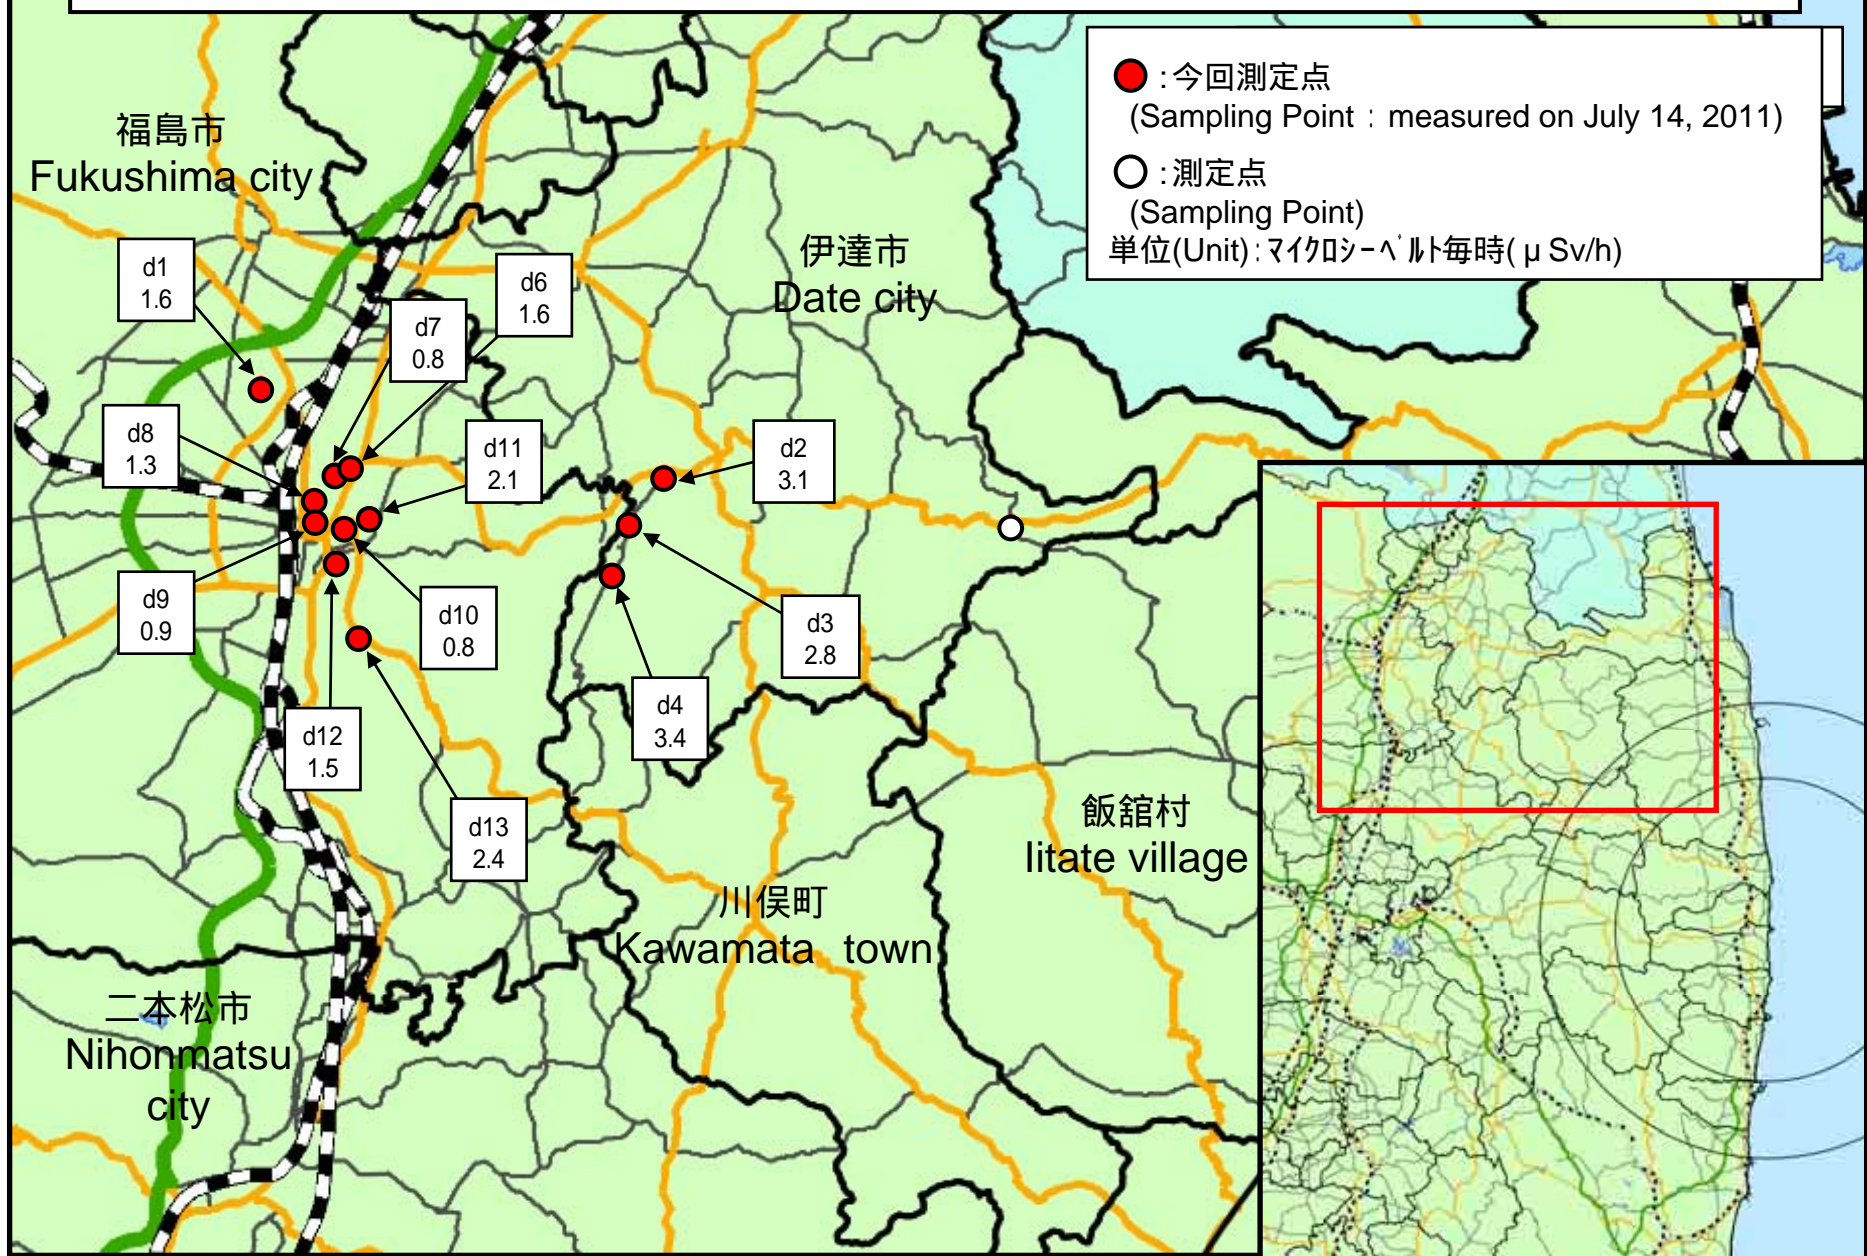 :今回測定点
(Sampling Point：measured on July 14, 2011)
:測定点
(Sampling Point)
単位(Unit):ﾏｲｸﾛｼｰﾍﾞﾙﾄ毎時(μSv/h)
福島市
Fukushima city
伊達市
Date city
d1
1.6
d6
1.6
d7
0.8
d8
1.3
d11
2.1
d2
3.1
d9
0.9
d10
0.8
d3
2.8
d4
3.4
d12
1.5
d13
2.4
飯舘村
Iitate village
川俣町
Kawamata town
二本松市
Nihonmatsu
city